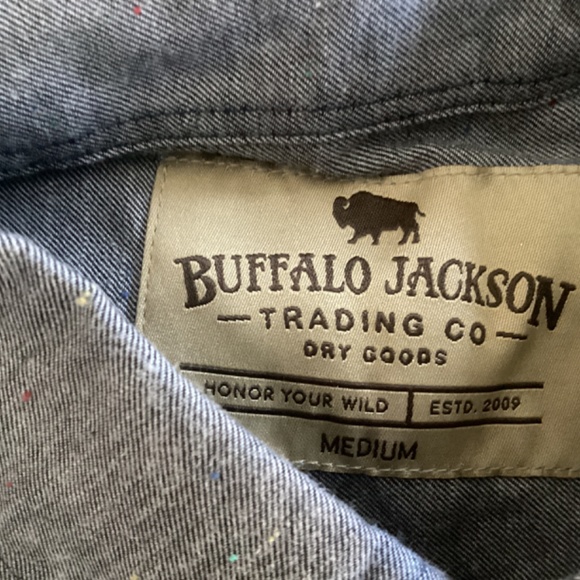 BUFFALO JACKSON
— TRADING CO —
DRY GOODS
HONOR YOUR WILD | ESTD. 2009
MEDIUM